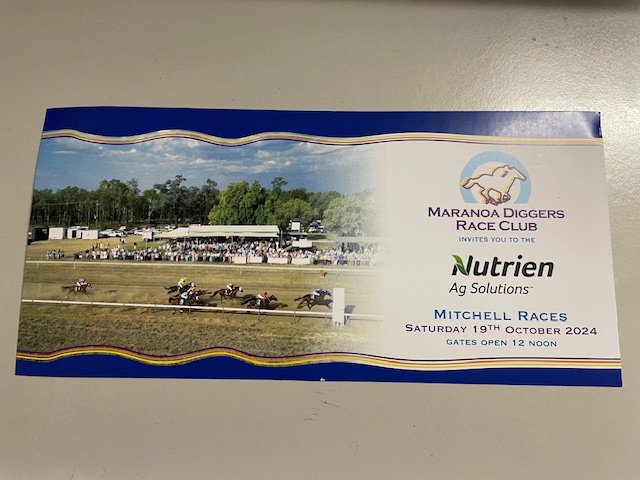 MARANOA DIGGERS
RACE CLUB
INVITES YOU TO THE
Nutrien
Ag Solutions™
MITCHELL RACES
SATURDAY 19TH OCTOBER 2024
GATES OPEN 12 NOON